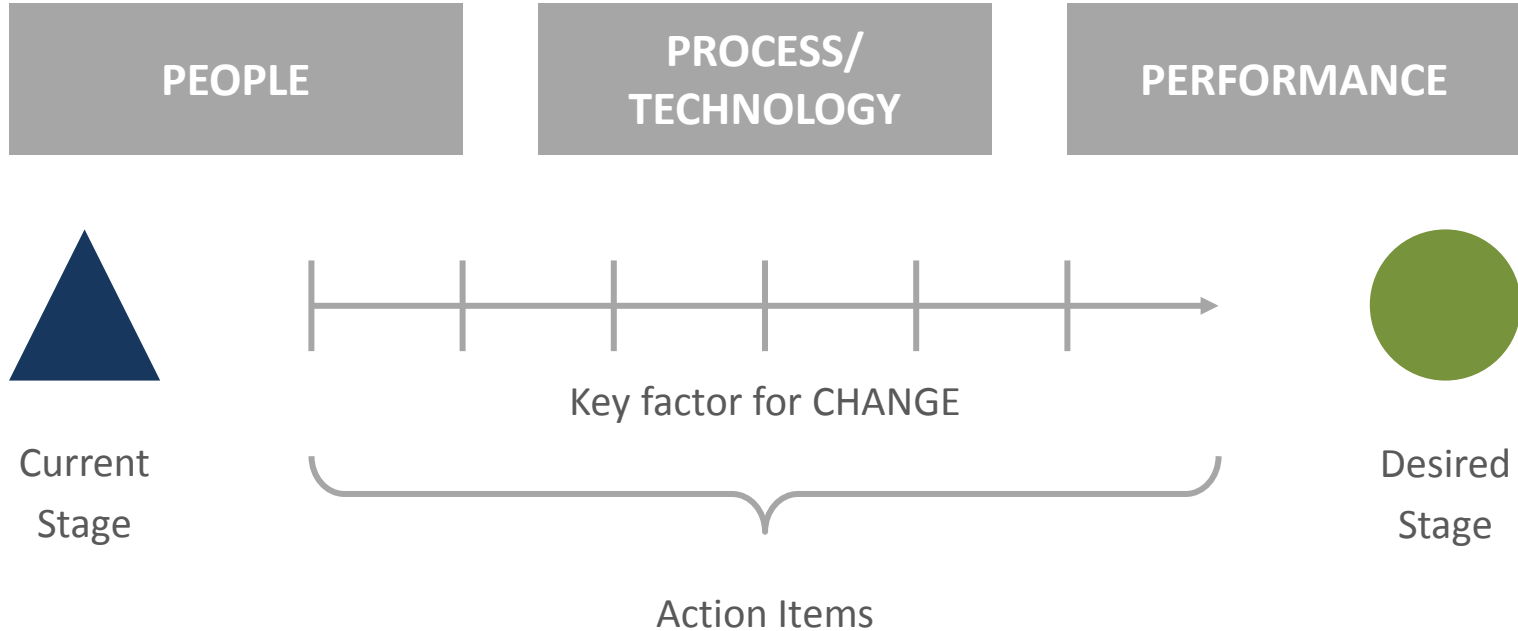 PEOPLE
PROCESS/
TECHNOLOGY
PERFORMANCE
Key factor for CHANGE
Current
Stage
Desired
Stage
Action Items